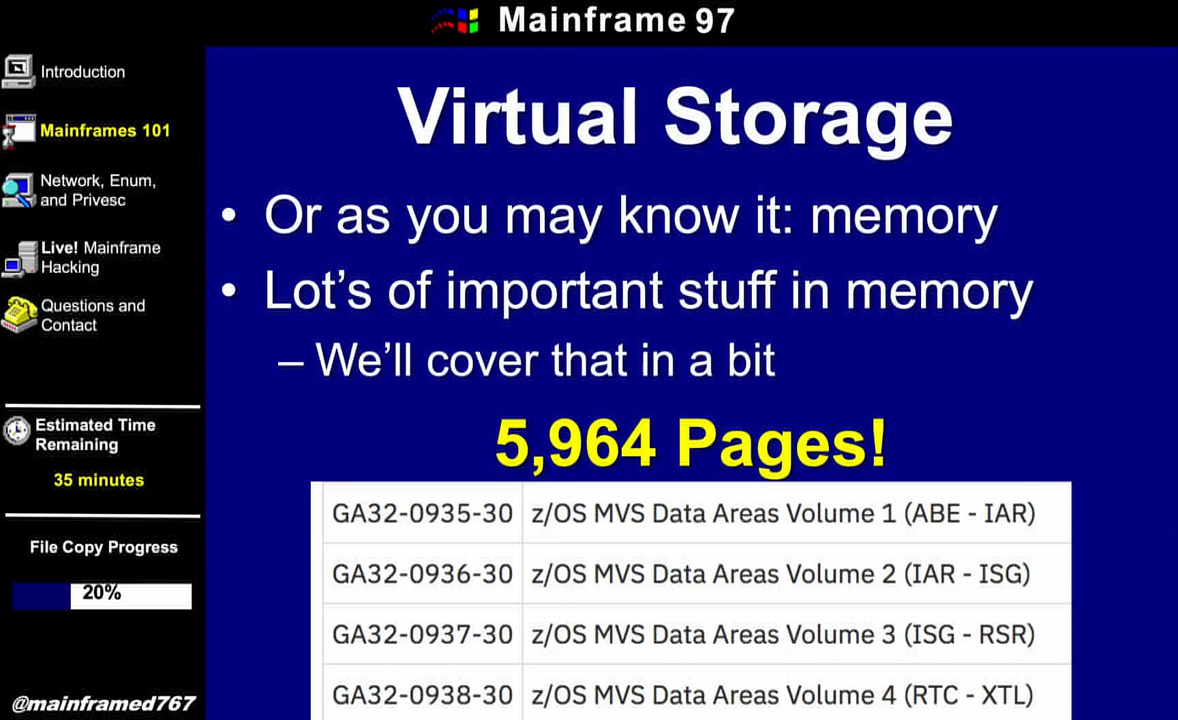 Mainframe 97
Introduction
Mainframes 101
Network, Enum,
and Privesc
Live! Mainframe
Hacking
Questions and
Contact
Estimated Time
Remaining
35 minutes
File Copy Progress
20%
@mainframed767
Virtual Storage
• Or as you may know it: memory
• Lot’s of important stuff in memory
– We’ll cover that in a bit
5,964 Pages!
GA32-0935-30 z/OS MVS Data Areas Volume 1 (ABE - IAR)
GA32-0936-30 z/OS MVS Data Areas Volume 2 (IAR - ISG)
GA32-0937-30 z/OS MVS Data Areas Volume 3 (ISG - RSR)
GA32-0938-30 z/OS MVS Data Areas Volume 4 (RTC - XTL)